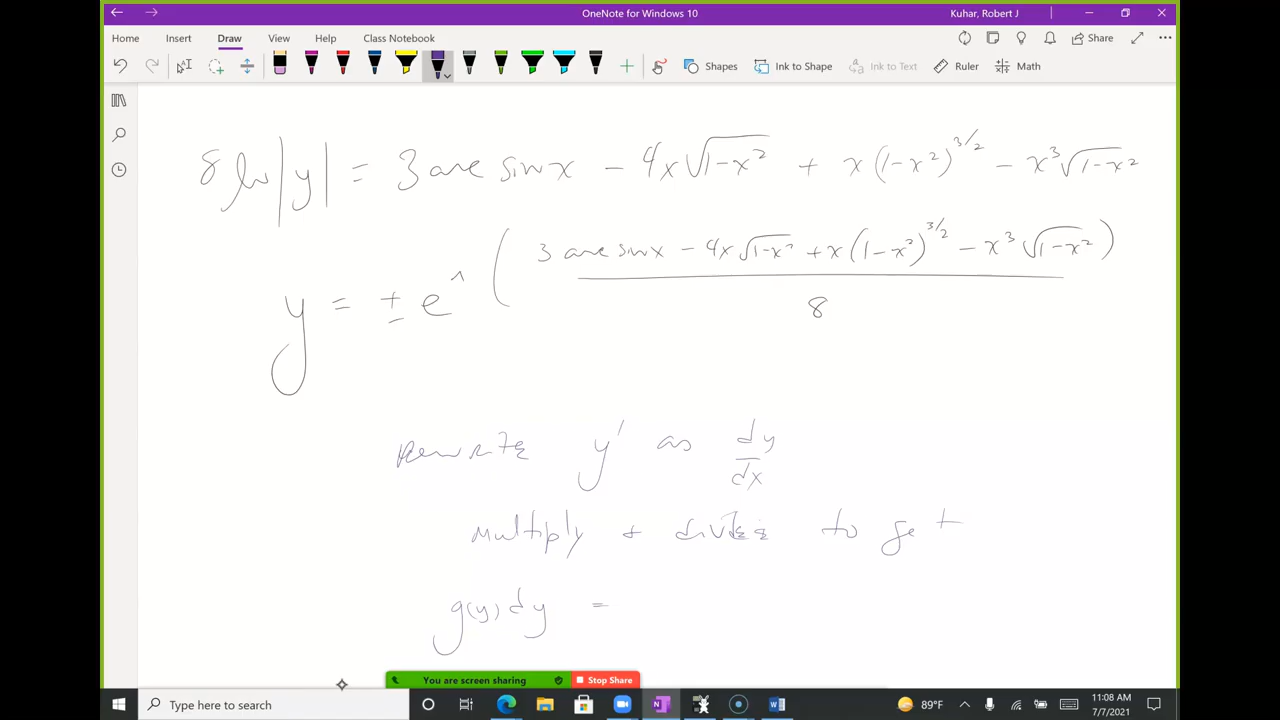 OneNote for Windows 10
Kuhar, Robert J
Home Insert Draw View Help Class Notebook
Share
Shapes Ink to Shape Ink to Text Ruler Math
8 ln|y| = 3 arc sin x - 4x√(1-x²) + x(1-x²)^(3/2) - x³√(1-x²)
y = ± e^((3 arc sin x - 4x√(1-x²) + x(1-x²)^(3/2) - x³√(1-x²))/8)
Rewrite y' as dy/dx
Multiply + divide to get
g(y) dy =
You are screen sharing Stop Share
Type here to search
89°F
11:08 AM
7/7/2021